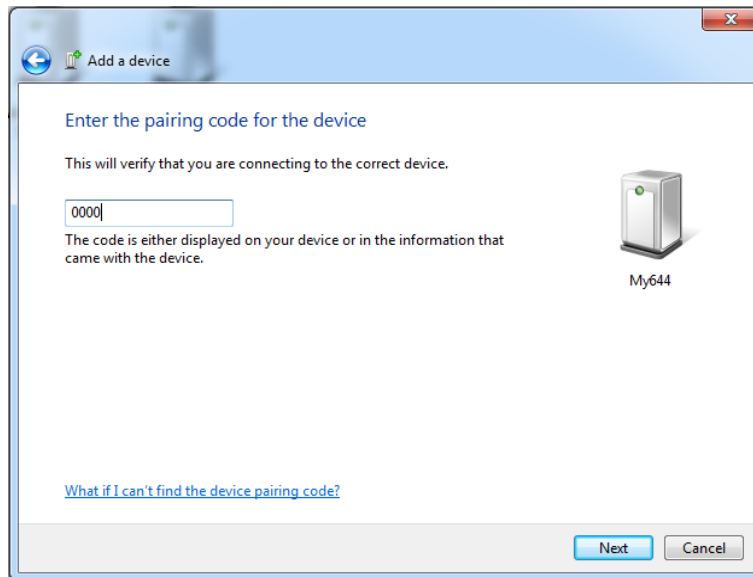 Add a device
Enter the pairing code for the device
This will verify that you are connecting to the correct device.
0000
The code is either displayed on your device or in the information that
came with the device.
My644
What if I can't find the device pairing code?
Next
Cancel